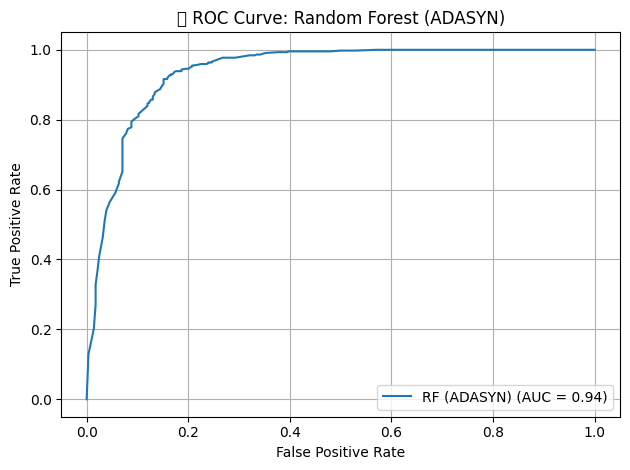 ROC Curve: Random Forest (ADASYN)
1.0
0.8
0.6
0.4
0.2
0.0
True Positive Rate
RF (ADASYN) (AUC = 0.94)
0.0 0.2 0.4 0.6 0.8 1.0
False Positive Rate